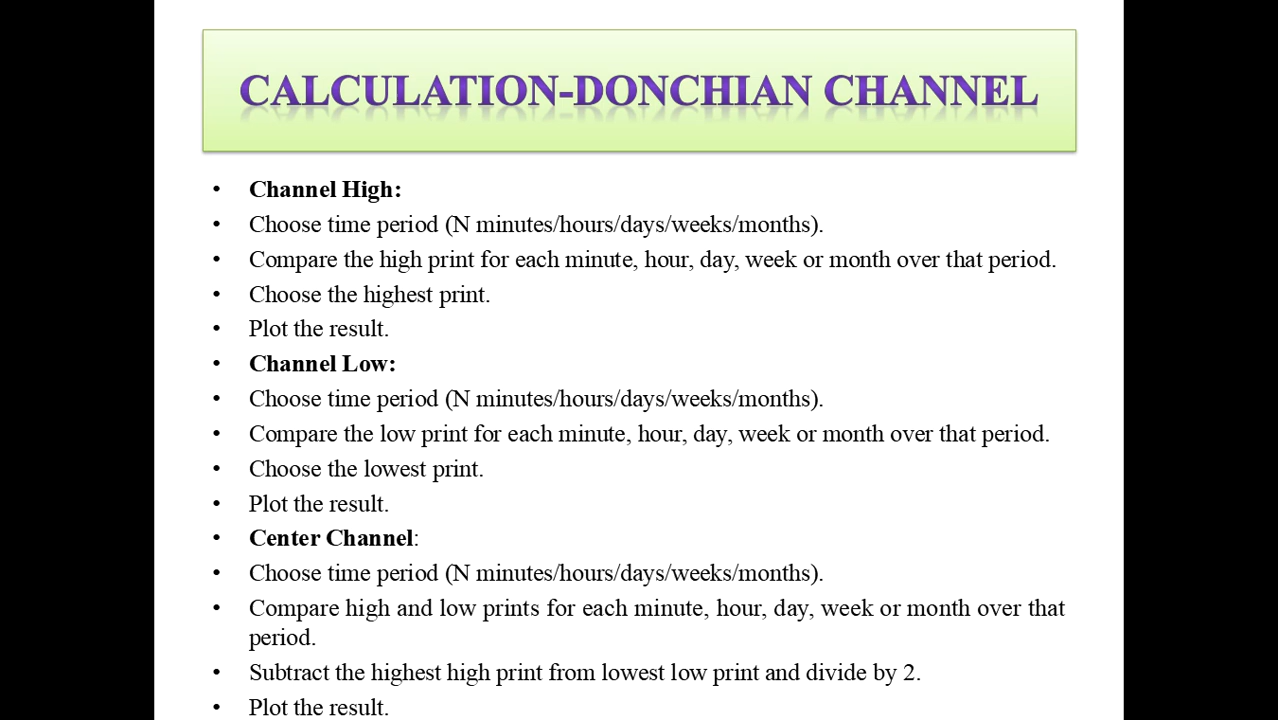 CALCULATION-DONCHIAN CHANNEL
• Channel High:
• Choose time period (N minutes/hours/days/weeks/months).
• Compare the high print for each minute, hour, day, week or month over that period.
• Choose the highest print.
• Plot the result.
• Channel Low:
• Choose time period (N minutes/hours/days/weeks/months).
• Compare the low print for each minute, hour, day, week or month over that period.
• Choose the lowest print.
• Plot the result.
• Center Channel:
• Choose time period (N minutes/hours/days/weeks/months).
• Compare high and low prints for each minute, hour, day, week or month over that
period.
• Subtract the highest high print from lowest low print and divide by 2.
• Plot the result.